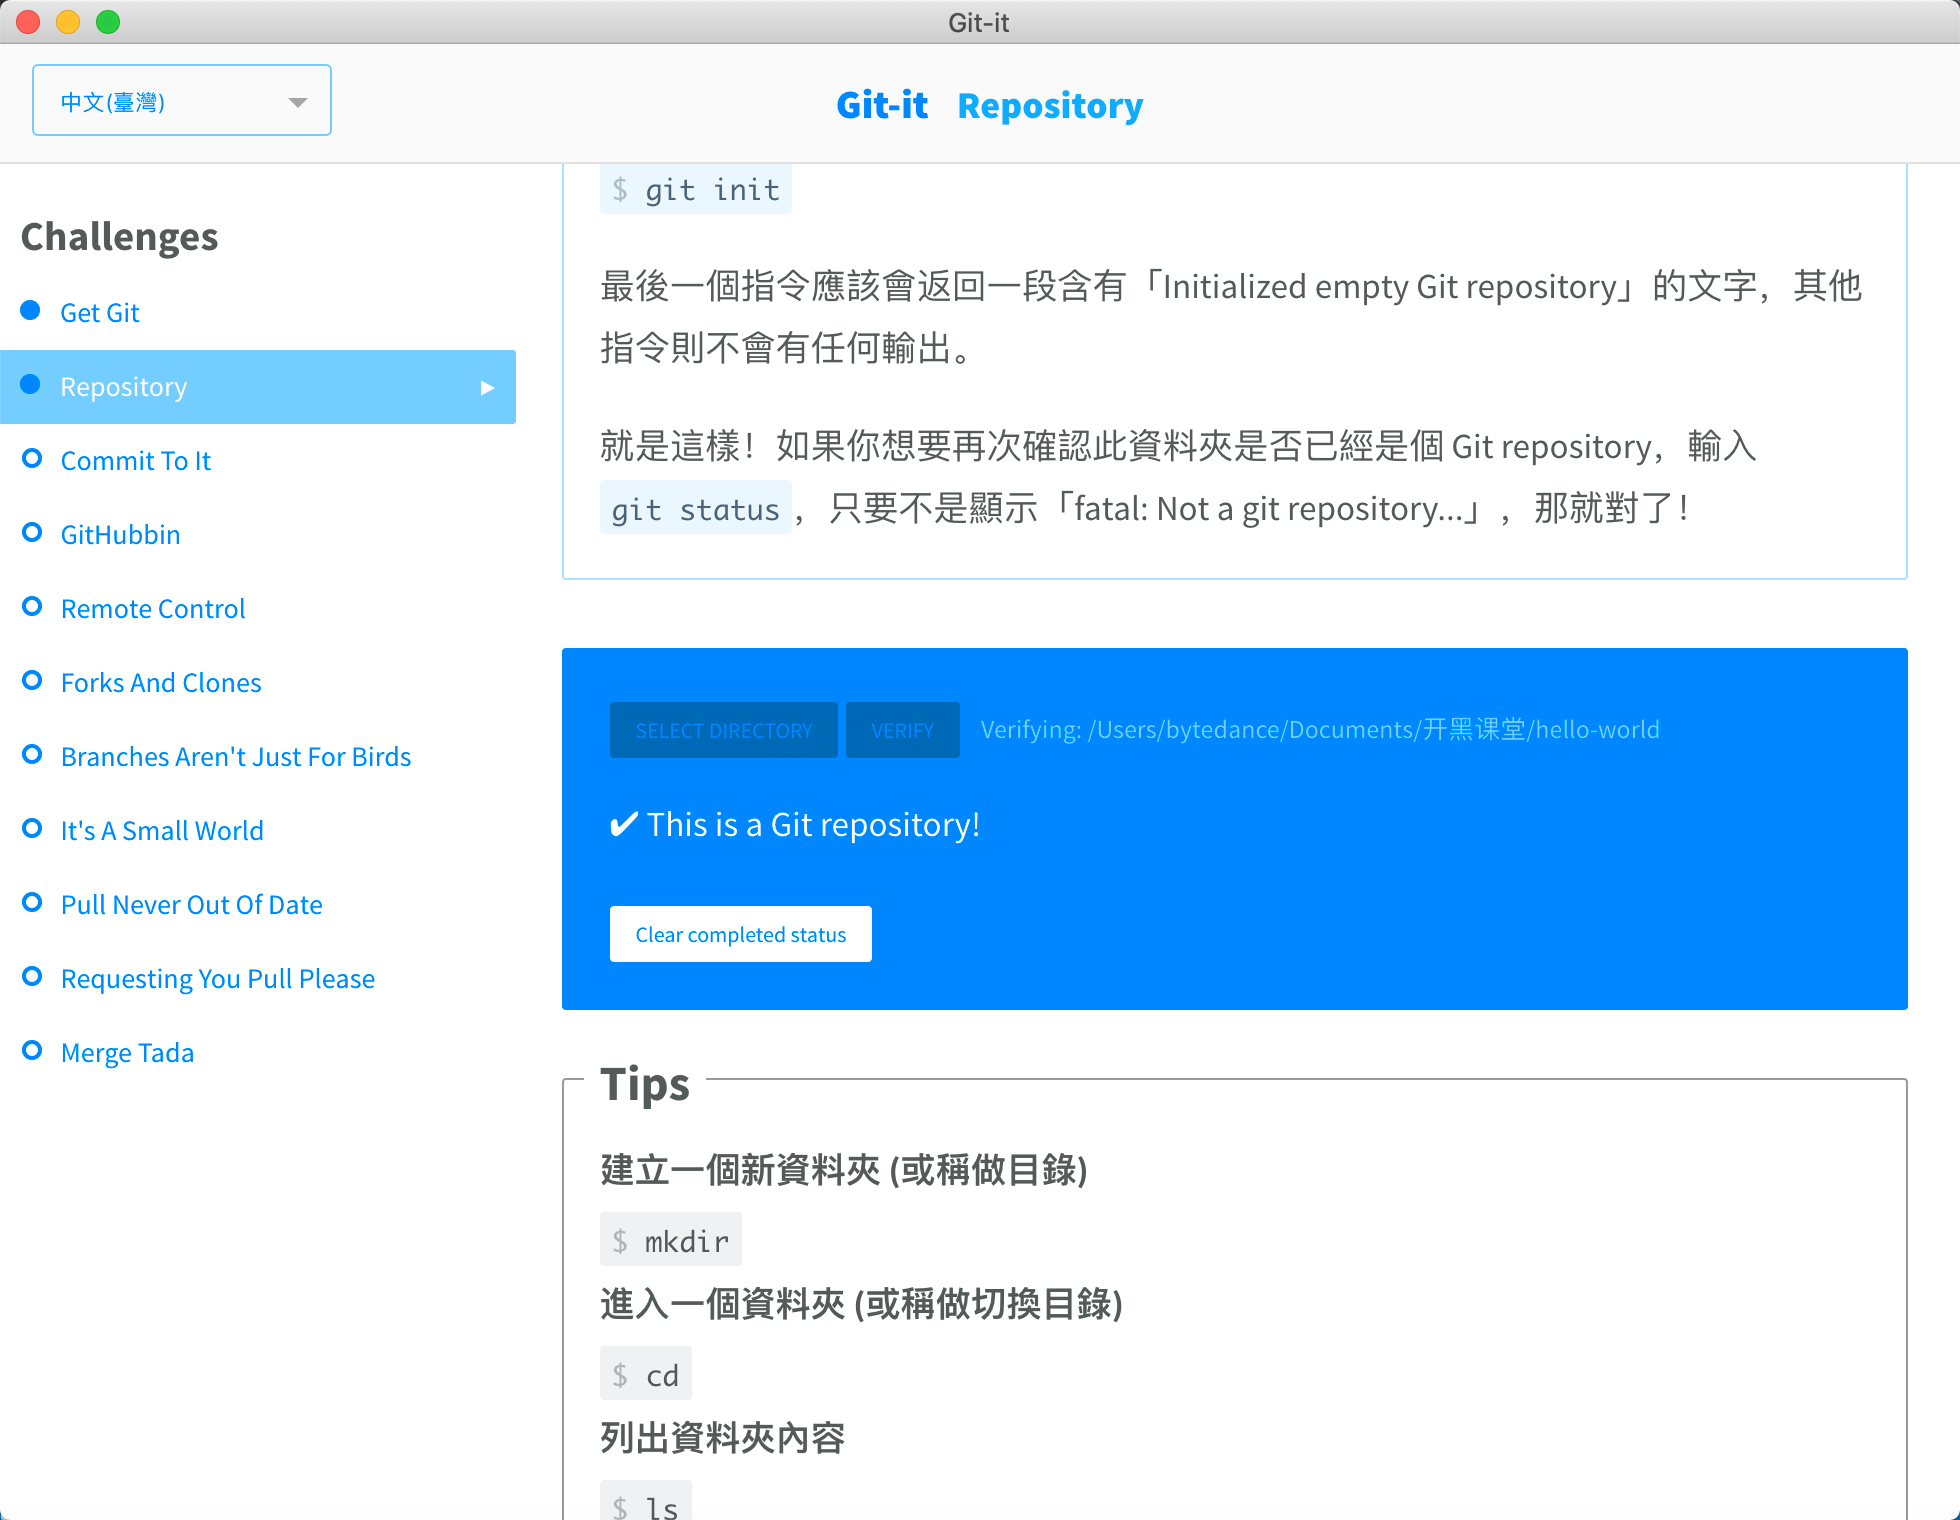 Git-it
中文(臺灣)
Git-it Repository
Challenges
Get Git
Repository
Commit To It
GitHubbin
Remote Control
Forks And Clones
Branches Aren't Just For Birds
It's A Small World
Pull Never Out Of Date
Requesting You Pull Please
Merge Tada
$ git init
最後一個指令應該會返回一段含有「Initialized empty Git repository」的文字，其他
指令則不會有任何輸出。
就是這樣！如果你想要再次確認此資料夾是否已經是個 Git repository，輸入
git status，只要不是顯示「fatal: Not a git repository...」，那就對了！
SELECT DIRECTORY VERIFY Verifying: /Users/bytedance/Documents/开黑课堂/hello-world
✔ This is a Git repository!
Clear completed status
Tips
建立一個新資料夾 (或稱做目錄)
$ mkdir
進入一個資料夾 (或稱做切換目錄)
$ cd
列出資料夾內容
$ ls